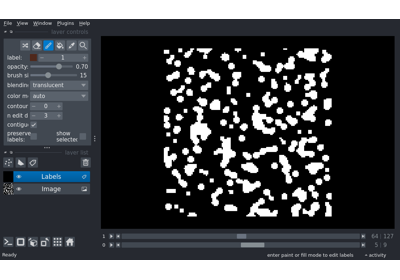 File View Window Plugins Help
layer controls
label: 1
opacity: 0.70
brush si 15
blendin translucent
color m auto
contour 0
n edit d 3
contigu
preserve labels: show selected
layer list
Labels
Image
1 64 127
0 5 9
Ready enter paint or fill mode to edit labels activity